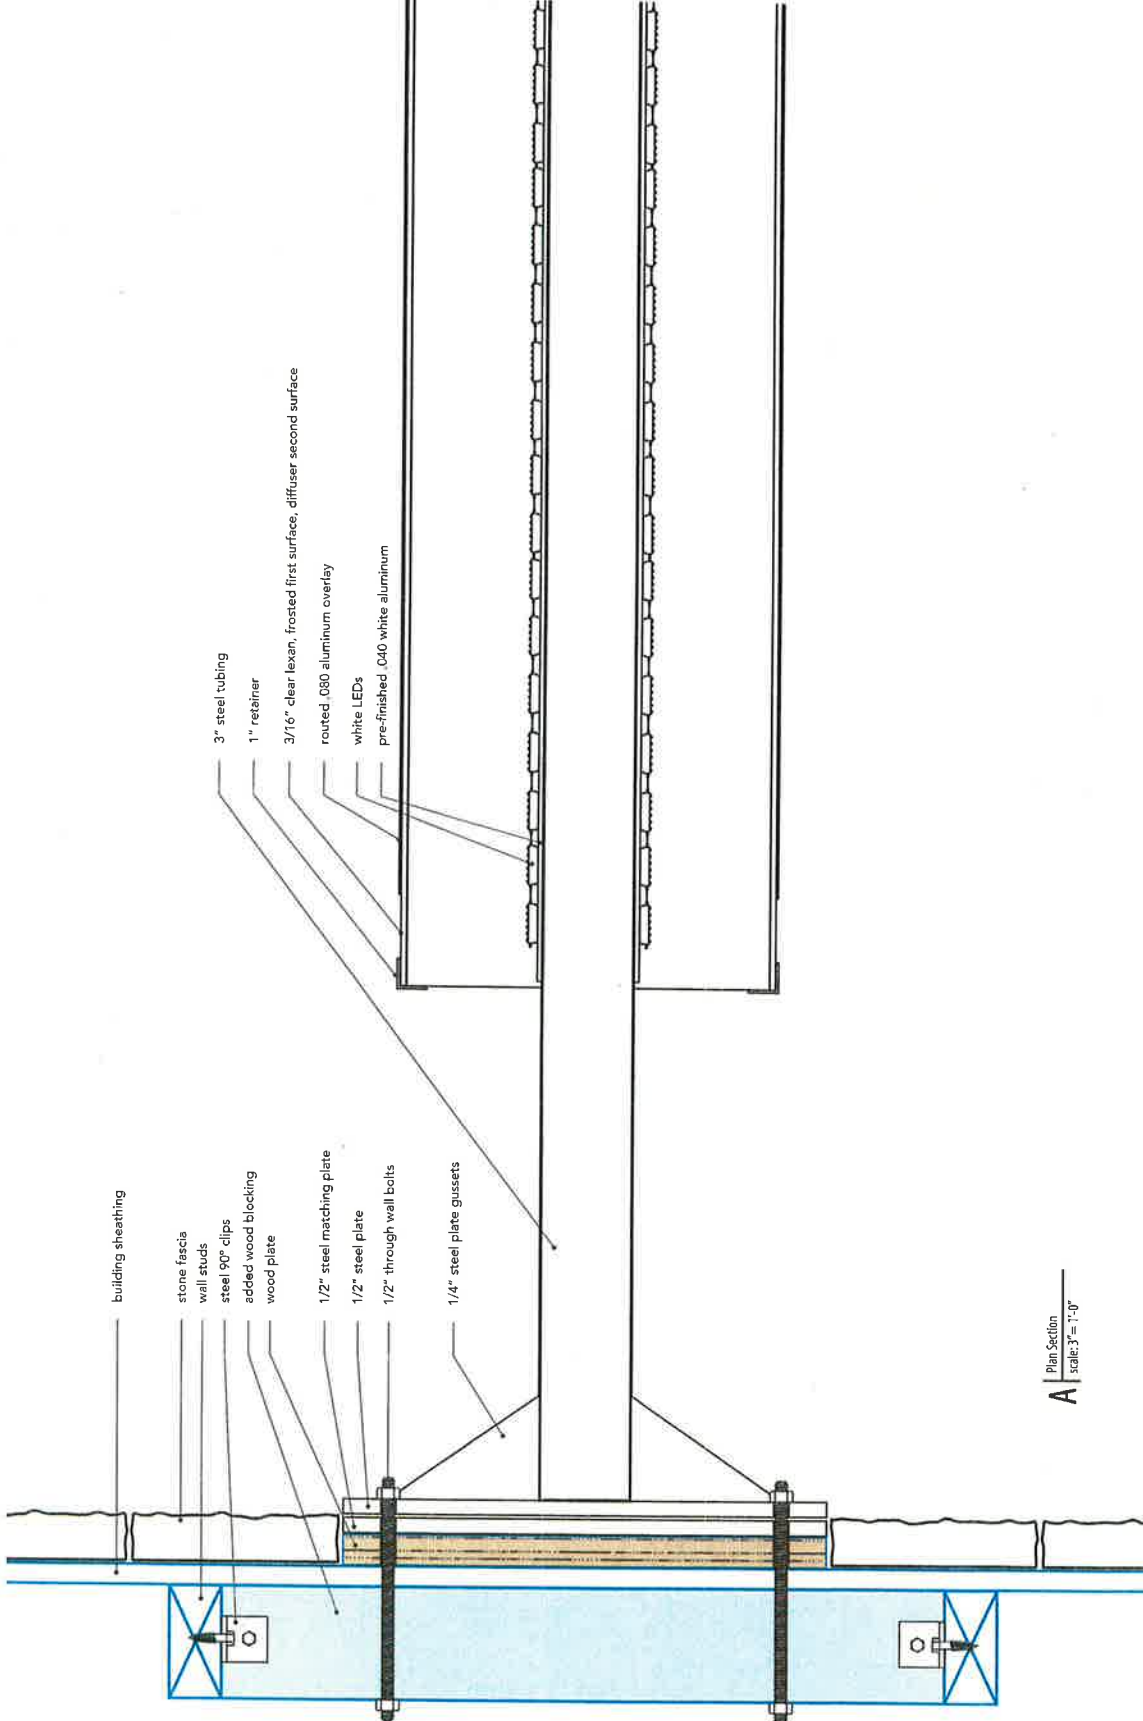 building sheathing
stone fascia
wall studs
steel 90° clips
added wood blocking
wood plate
1/2" steel matching plate
1/2" steel plate
1/2" through wall bolts
1/4" steel plate gussets
3" steel tubing
1" retainer
3/16" clear lexan, frosted first surface, diffuser second surface
routed .080 aluminum overlay
white LEDs
pre-finished .040 white aluminum
A
Plan Section
scale: 3" = 1'-0"